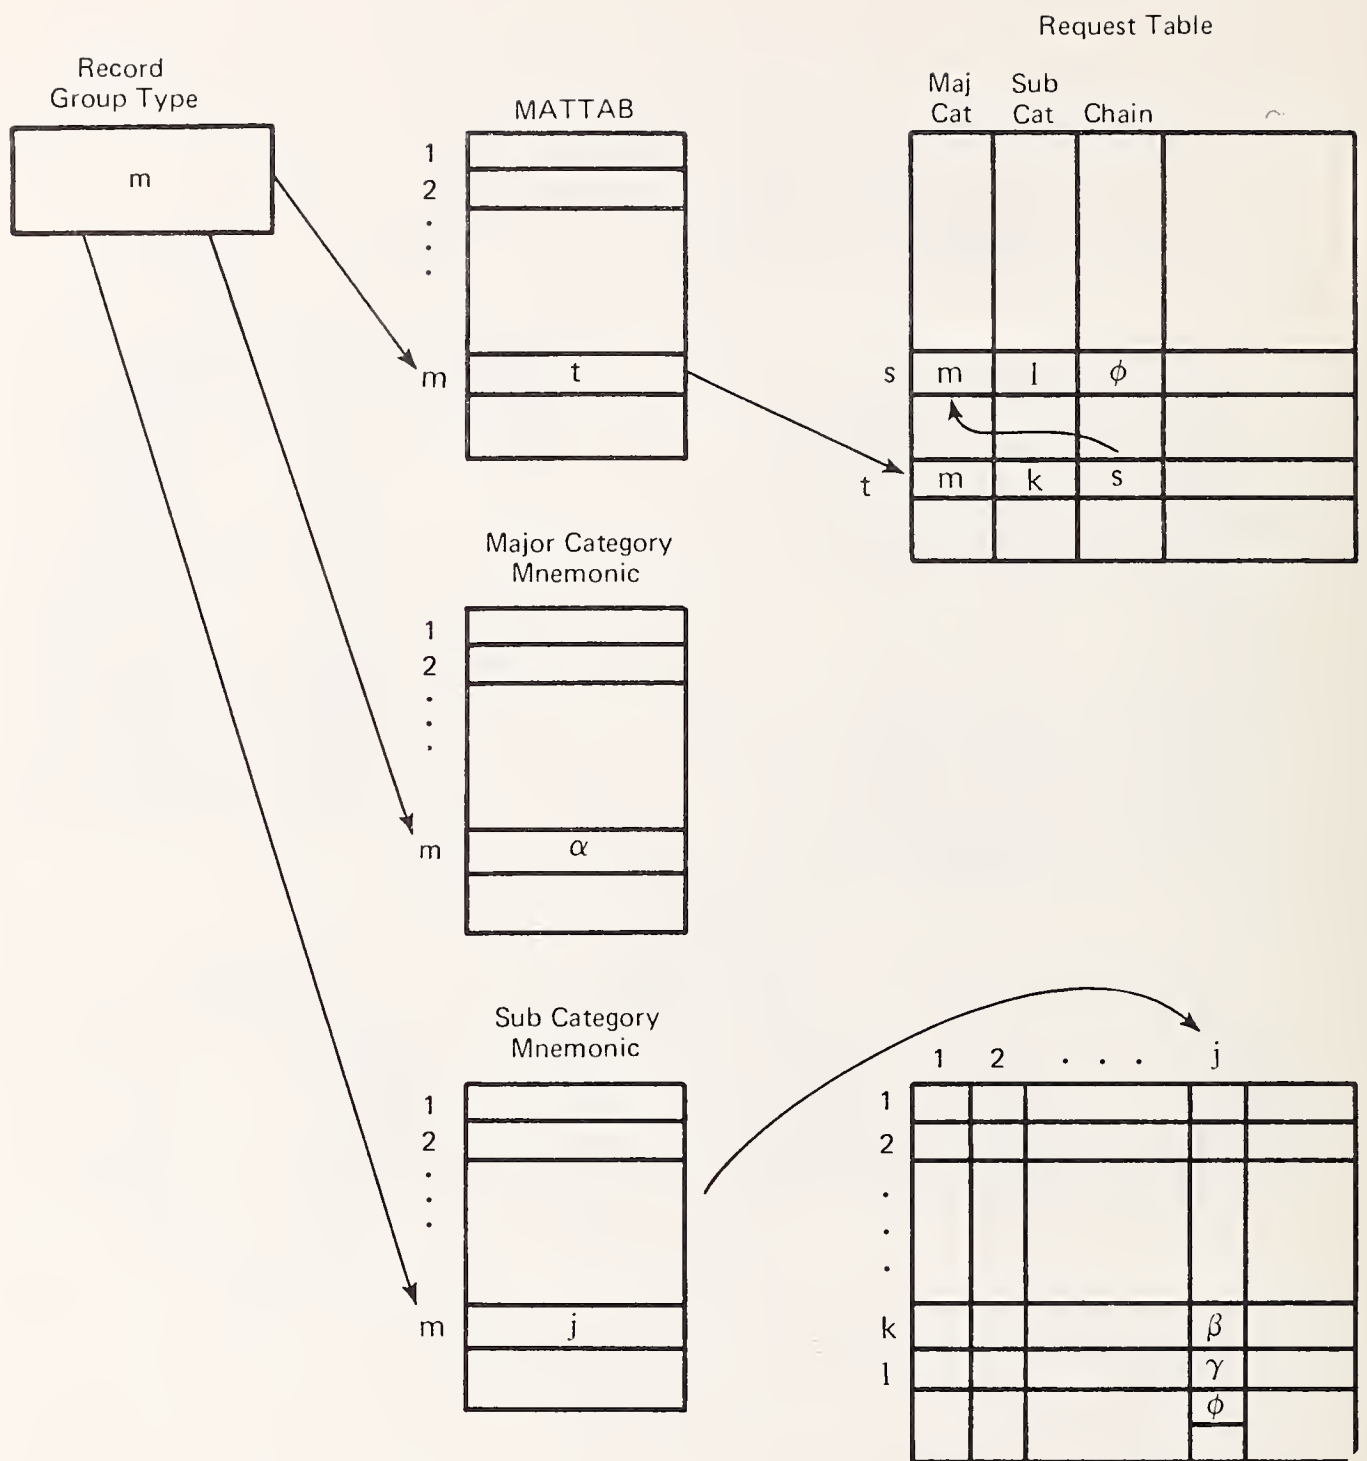 Request Table
Record
Group Type
m
MATTAB
1
2
.
.
.
m
t
Maj
Cat
Sub
Cat
Chain
s
m
l
ϕ
t
m
k
s
Major Category
Mnemonic
1
2
.
.
.
m
α
Sub Category
Mnemonic
1
2
.
.
.
m
j
1 2 . . . j
1
2
.
.
.
k
β
l
γ
ϕ